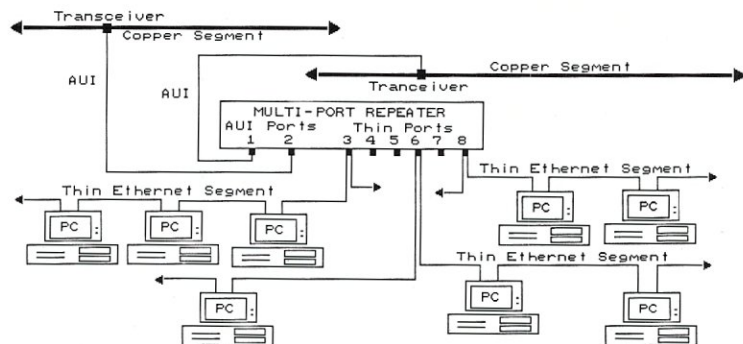 Transceiver
Copper Segment
AUI
AUI
Copper Segment
Tranceiver
MULTI-PORT REPEATER
AUI Ports Thin Ports
1 2 3 4 5 6 7 8
Thin Ethernet Segment
Thin Ethernet Segment
PC PC PC PC PC
Thin Ethernet Segment
PC PC PC